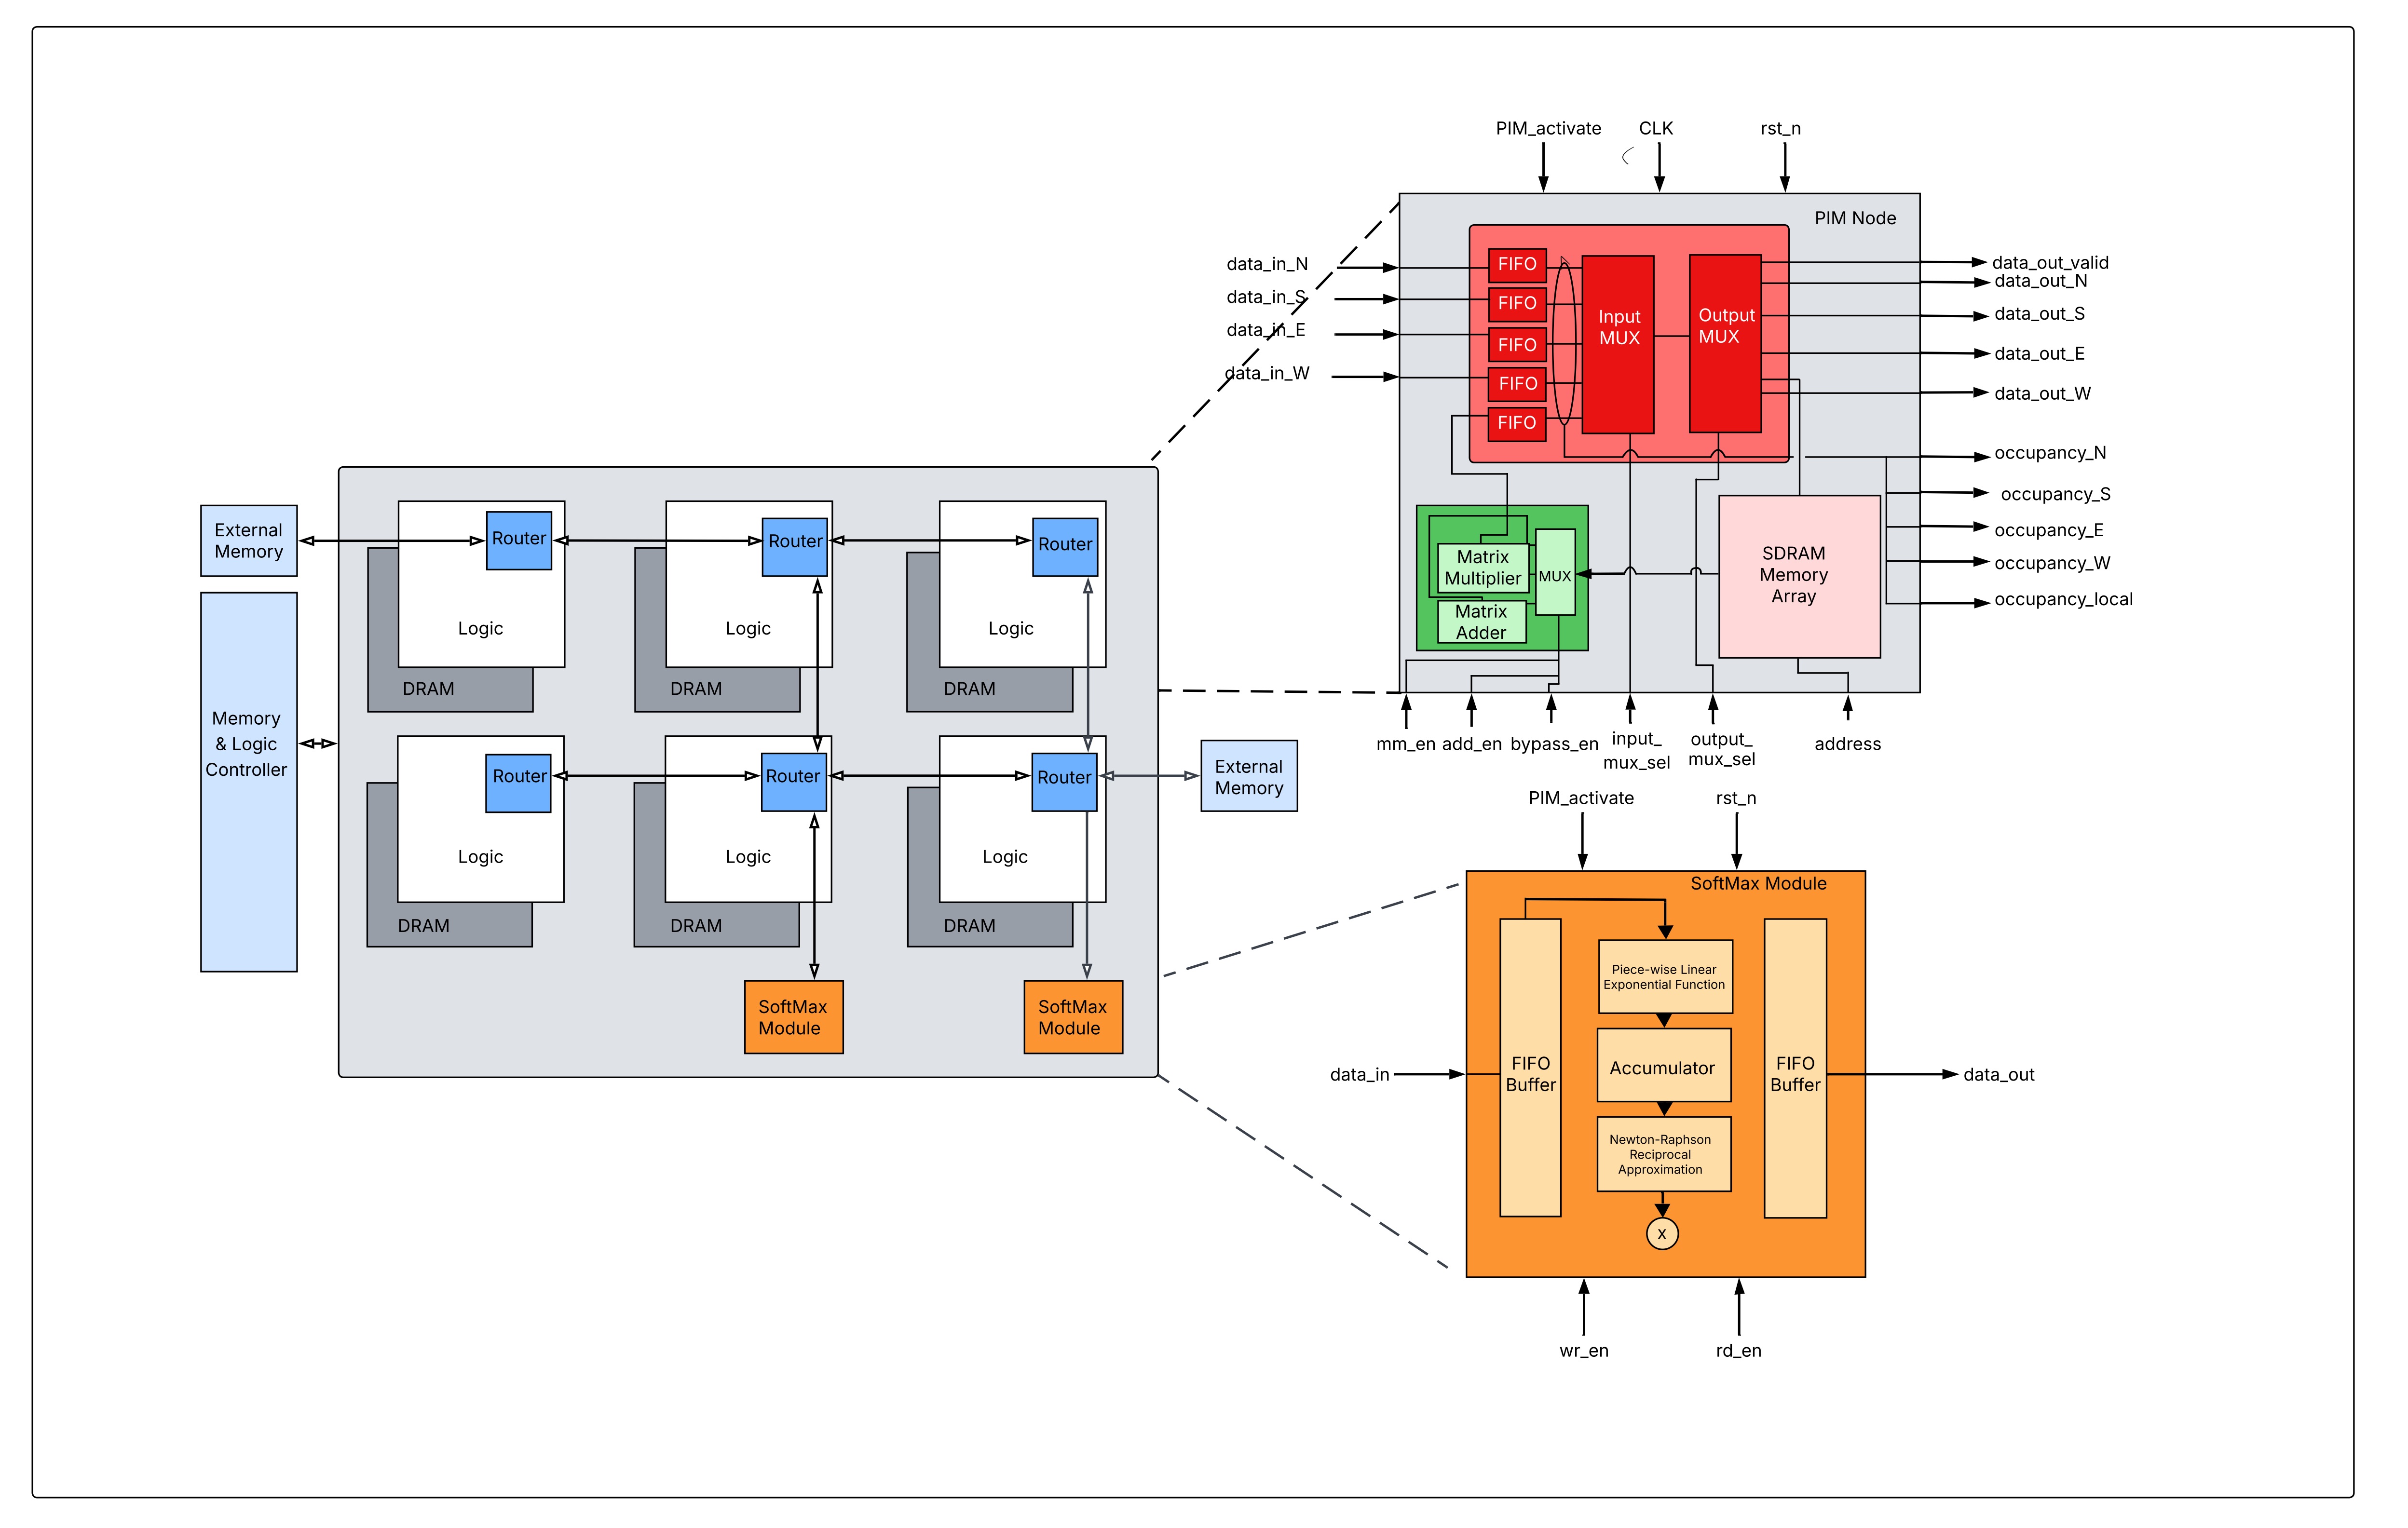 PIM_activate
CLK
rst_n
PIM Node
data_in_N
data_in_S
data_in_E
data_in_W
FIFO
FIFO
FIFO
FIFO
FIFO
Input
MUX
Output
MUX
data_out_valid
data_out_N
data_out_S
data_out_E
data_out_W
occupancy_N
occupancy_S
occupancy_E
occupancy_W
occupancy_local
Matrix
Multiplier
Matrix
Adder
MUX
SDRAM
Memory
Array
mm_en
add_en
bypass_en
input_
mux_sel
output_
mux_sel
address
External
Memory
Memory
& Logic
Controller
Router
Logic
DRAM
Router
Logic
DRAM
Router
Logic
DRAM
Router
Logic
DRAM
Router
Logic
DRAM
Router
Logic
DRAM
External
Memory
SoftMax
Module
SoftMax
Module
PIM_activate
rst_n
SoftMax Module
data_in
FIFO
Buffer
Piece-wise Linear
Exponential Function
Accumulator
Newton-Raphson
Reciprocal
Approximation
x
FIFO
Buffer
data_out
wr_en
rd_en